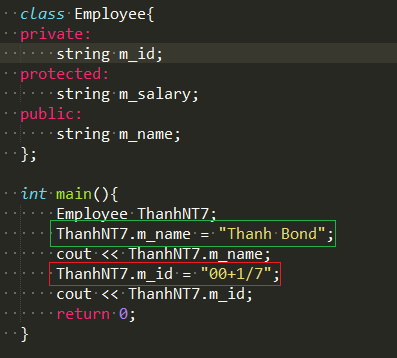 class Employee{
private:
string m_id;
protected:
string m_salary;
public:
string m_name;
};
int main(){
Employee ThanhNT7;
ThanhNT7.m_name = "Thanh Bond";
cout << ThanhNT7.m_name;
ThanhNT7.m_id = "00+1/7";
cout << ThanhNT7.m_id;
return 0;
}